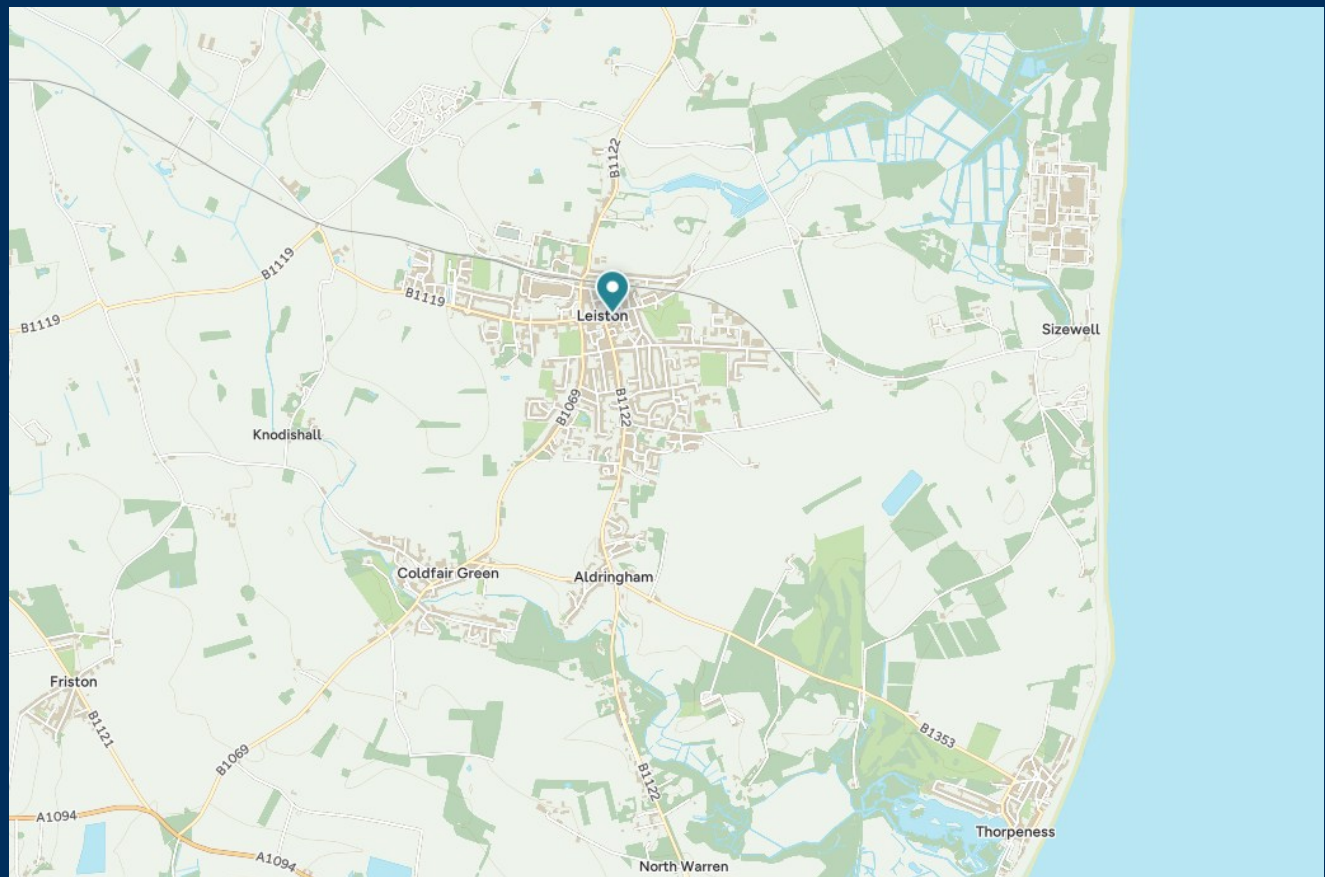 B1122
B1119
B1119
B1119
Leiston
Sizewell
B1069
B1122
Knodishall
Coldfair Green
Aldringham
Friston
B1121
B1069
B1353
B1122
A1094
A1094
Thorpeness
North Warren